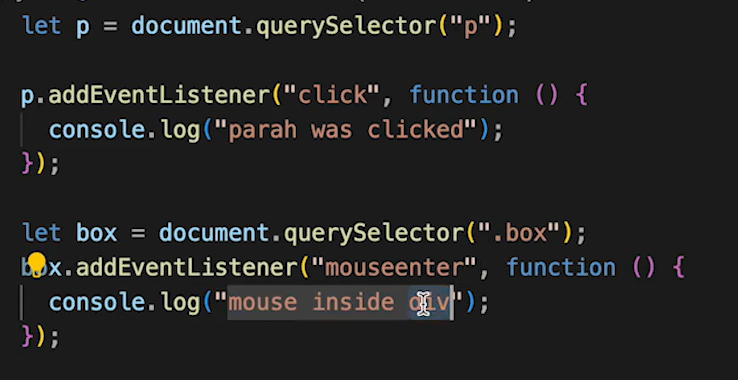 let p = document.querySelector("p");
p.addEventListener("click", function () {
console.log("parah was clicked");
});
let box = document.querySelector(".box");
box.addEventListener("mouseenter", function () {
console.log("mouse inside div");
});